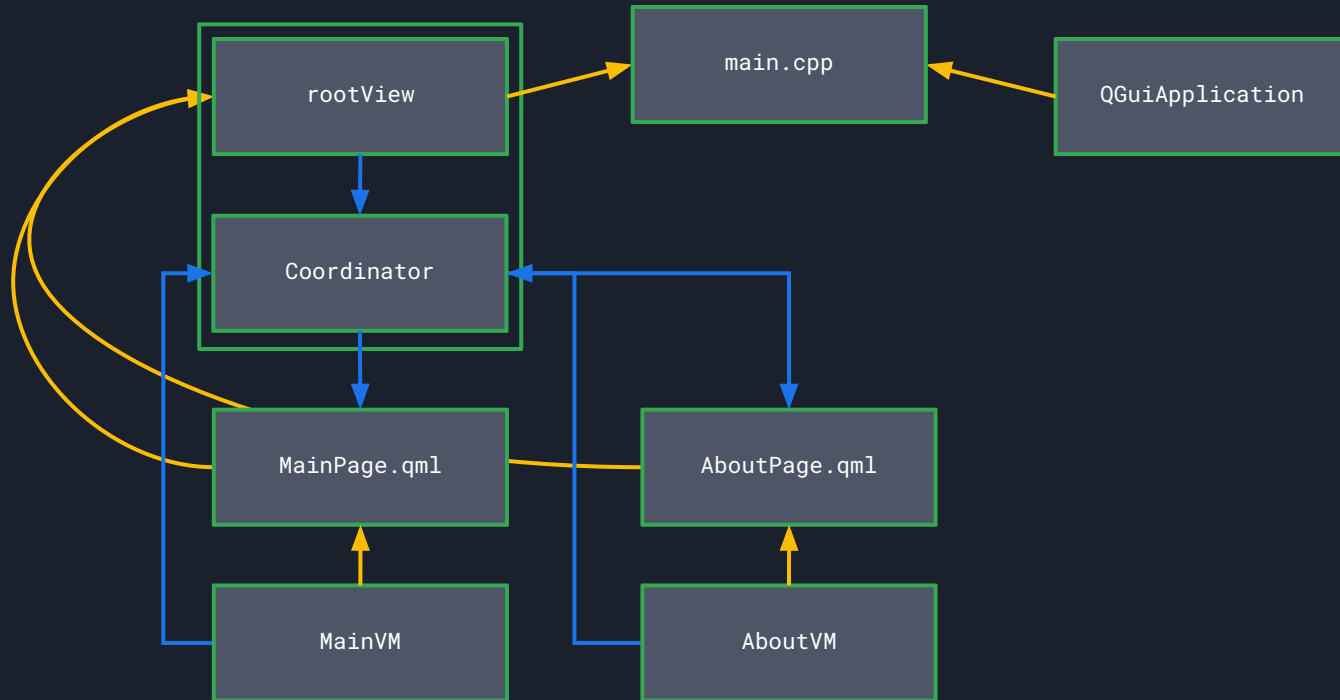 main.cpp
rootView
QGuiApplication
Coordinator
MainPage.qml
AboutPage.qml
MainVM
AboutVM